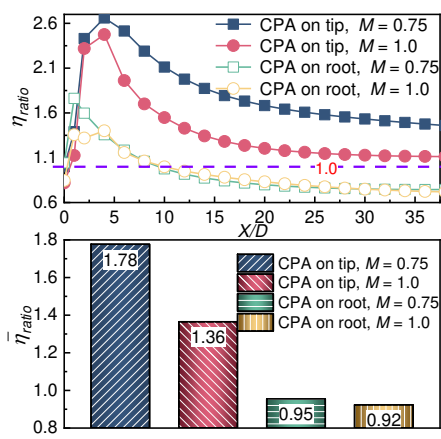 2.6
2.1
1.6
1.1
0.6
η_ratio
CPA on tip, M = 0.75
CPA on tip, M = 1.0
CPA on root, M = 0.75
CPA on root, M = 1.0
1.0
0 5 10 15 20 25 30 35
X/D
1.8
1.6
1.4
1.2
1.0
0.8
η̄_ratio
CPA on tip, M = 0.75
CPA on tip, M = 1.0
CPA on root, M = 0.75
CPA on root, M = 1.0
1.78
1.36
0.95
0.92